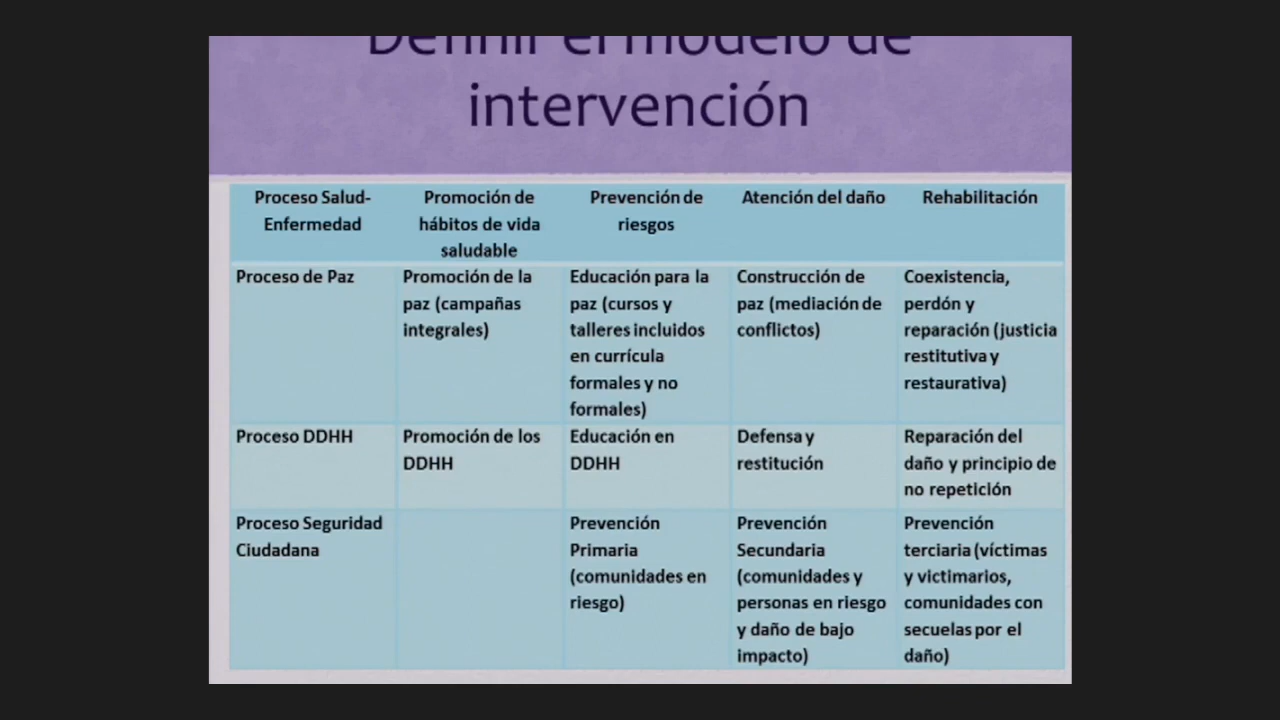 Definir el modelo de
intervención
Proceso Salud-
Enfermedad
Promoción de
hábitos de vida
saludable
Prevención de
riesgos
Atención del daño
Rehabilitación
Proceso de Paz
Promoción de la
paz (campañas
integrales)
Educación para la
paz (cursos y
talleres incluidos
en currícula
formales y no
formales)
Construcción de
paz (mediación de
conflictos)
Coexistencia,
perdón y
reparación (justicia
restitutiva y
restaurativa)
Proceso DDHH
Promoción de los
DDHH
Educación en
DDHH
Defensa y
restitución
Reparación del
daño y principio de
no repetición
Proceso Seguridad
Ciudadana
Prevención
Primaria
(comunidades en
riesgo)
Prevención
Secundaria
(comunidades y
personas en riesgo
y daño de bajo
impacto)
Prevención
terciaria (víctimas
y victimarios,
comunidades con
secuelas por el
daño)